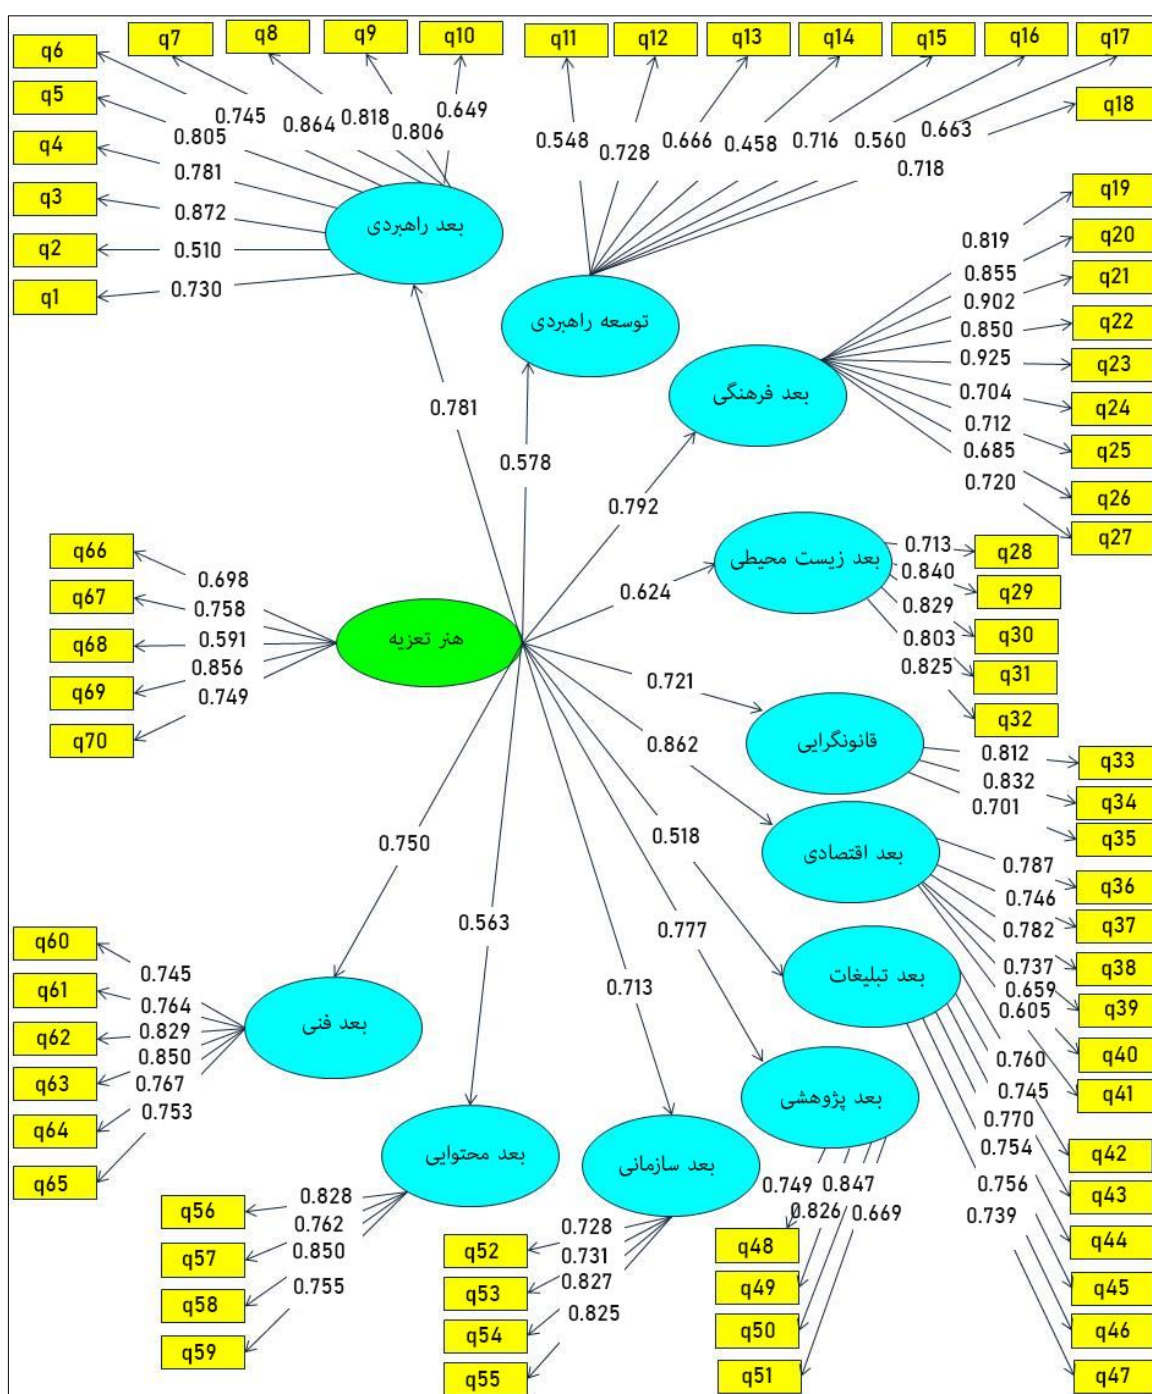 q7 q8 q9 q10 q11 q12 q13 q14 q15 q16 q17
q6
q5
q4
q3
q2
q1
0.745
0.864
0.818
0.806
0.649
0.805
0.781
0.872
0.510
0.730
بعد راهبردی
0.548
0.728
0.666
0.458
0.716
0.560
0.663
0.718
q18
توسعه راهبردی
q19
q20
q21
q22
q23
q24
q25
q26
q27
0.819
0.855
0.902
0.850
0.925
0.704
0.712
0.685
0.720
بعد فرهنگی
0.781
0.578
0.792
0.624
بعد زیست محیطی
0.713
0.840
0.829
0.803
0.825
q28
q29
q30
q31
q32
q66
q67
q68
q69
q70
0.698
0.758
0.591
0.856
0.749
هنر تعزیه
0.721
0.862
0.518
0.777
0.713
0.563
0.750
قانونگرایی
0.812
0.832
0.701
q33
q34
q35
بعد اقتصادی
0.787
0.746
0.782
0.737
0.659
0.605
q36
q37
q38
q39
q40
q41
بعد تبلیغات
0.760
0.745
0.770
0.754
0.756
0.739
q42
q43
q44
q45
q46
q47
بعد پژوهشی
0.749
0.826
0.847
0.669
q48
q49
q50
q51
بعد سازمانی
0.728
0.731
0.827
0.825
q52
q53
q54
q55
بعد محتوایی
0.828
0.762
0.850
0.755
q56
q57
q58
q59
بعد فنی
0.745
0.764
0.829
0.850
0.767
0.753
q60
q61
q62
q63
q64
q65